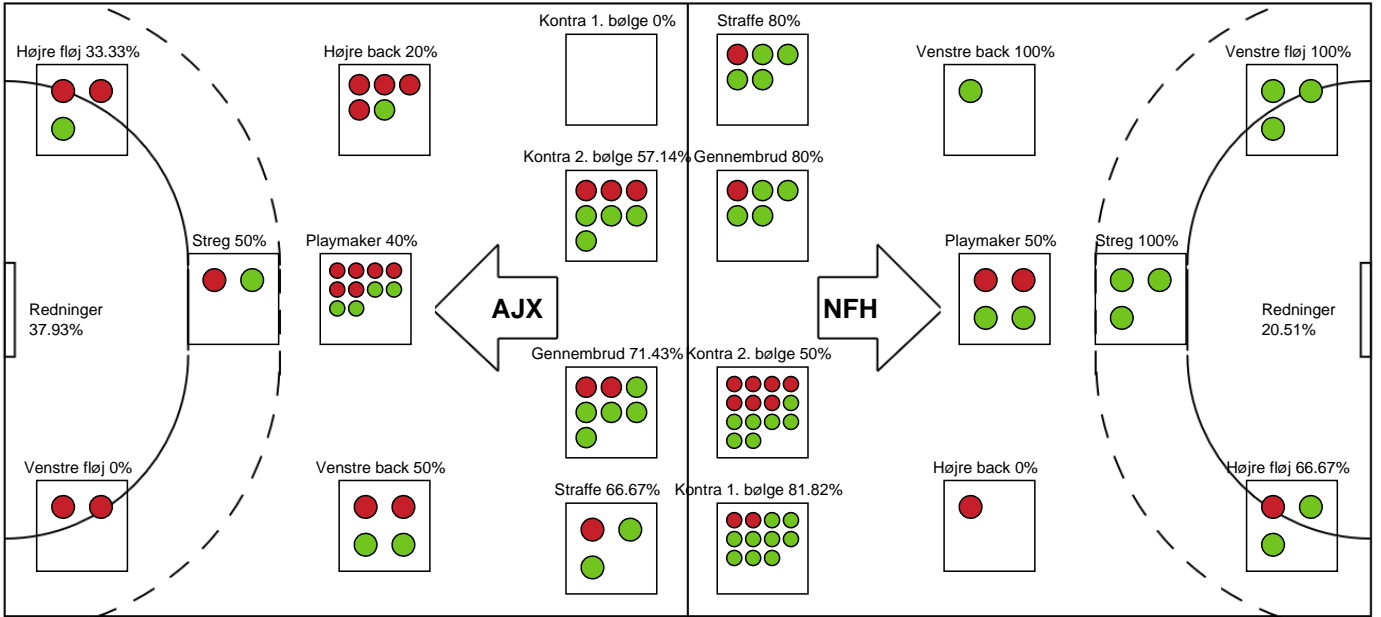 Kontra 1. bølge 0%
Straffe 80%
Højre fløj 33.33%
Højre back 20%
Venstre back 100%
Venstre fløj 100%
Kontra 2. bølge 57.14%
Gennembrud 80%
Streg 50%
Playmaker 40%
Playmaker 50%
Streg 100%
Redninger
37.93%
AJX
NFH
Redninger
20.51%
Gennembrud 71.43%
Kontra 2. bølge 50%
Venstre fløj 0%
Venstre back 50%
Højre back 0%
Højre fløj 66.67%
Straffe 66.67%
Kontra 1. bølge 81.82%